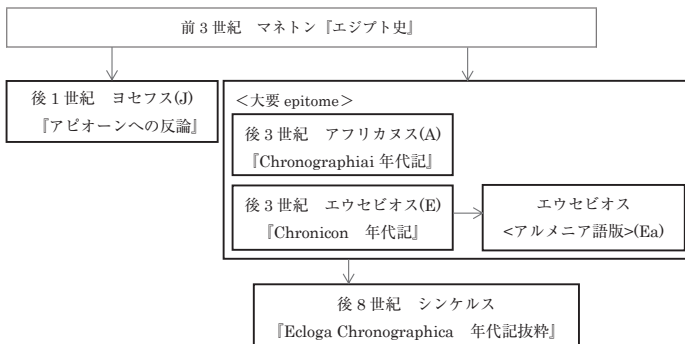 前3世紀　マネトン『エジプト史』
後1世紀　ヨセフス(J)
『アピオーンへの反論』
＜大要 epitome＞
後3世紀　アフリカヌス(A)
『Chronographiai 年代記』
後3世紀　エウセビオス(E)
『Chronicon　年代記』
エウセビオス
<アルメニア語版>(Ea)
後8世紀　シンケルス
『Ecloga Chronographica　年代記抜粋』